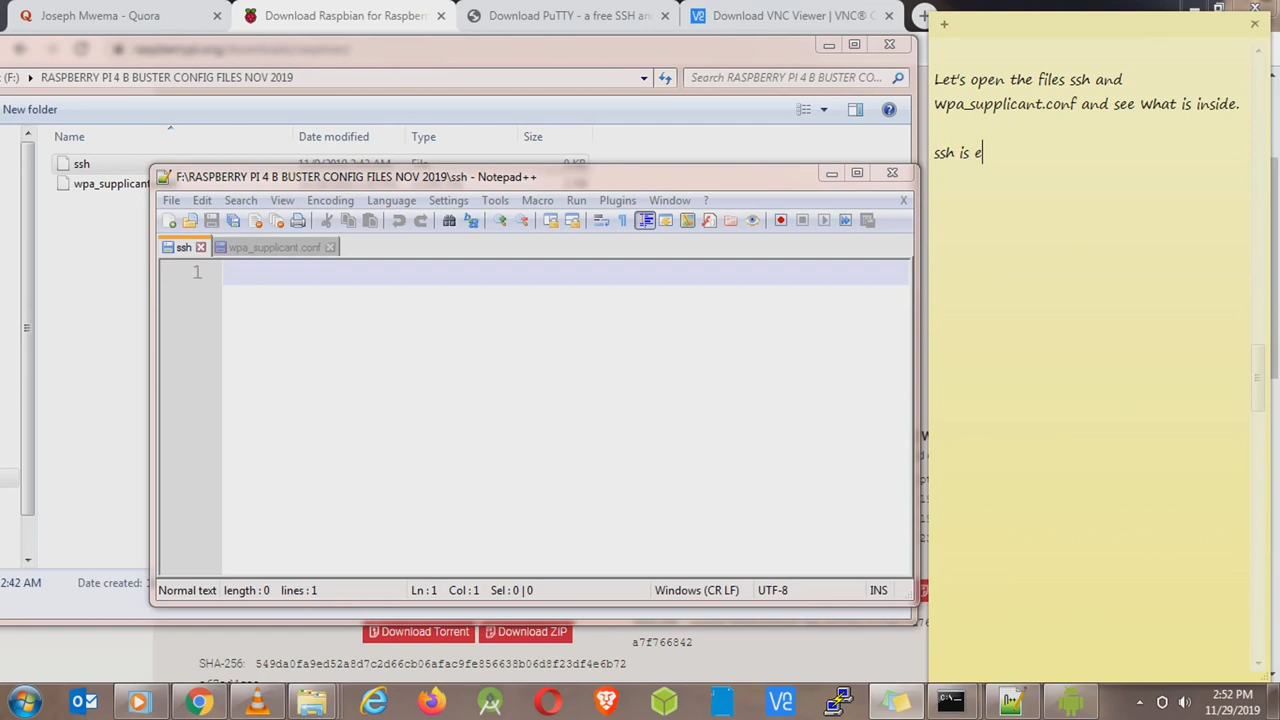 Joseph Mwema - Quora
Download Raspbian for Raspberr
Download PuTTY - a free SSH an
Download VNC Viewer | VNC® C
(F:) RASPBERRY PI 4 B BUSTER CONFIG FILES NOV 2019
Search RASPBERRY PI 4 B BUSTER CO...
New folder
Name
Date modified
Type
Size
ssh
wpa_supplicant
F:\RASPBERRY PI 4 B BUSTER CONFIG FILES NOV 2019\ssh - Notepad++
File Edit Search View Encoding Language Settings Tools Macro Run Plugins Window ? X
ssh
wpa_supplicant.conf
1
Normal text length : 0 lines : 1 Ln : 1 Col : 1 Sel : 0 | 0 Windows (CR LF) UTF-8 INS
2:42 AM Date created:
Download Torrent
Download ZIP
a7f766842
SHA-256: 549da0fa9ed52a8d7c2d66cb06afac9fe856638b06d8f23df4e6b72
Let's open the files ssh and
wpa_supplicant.conf and see what is inside.
ssh is e
2:52 PM
11/29/2019